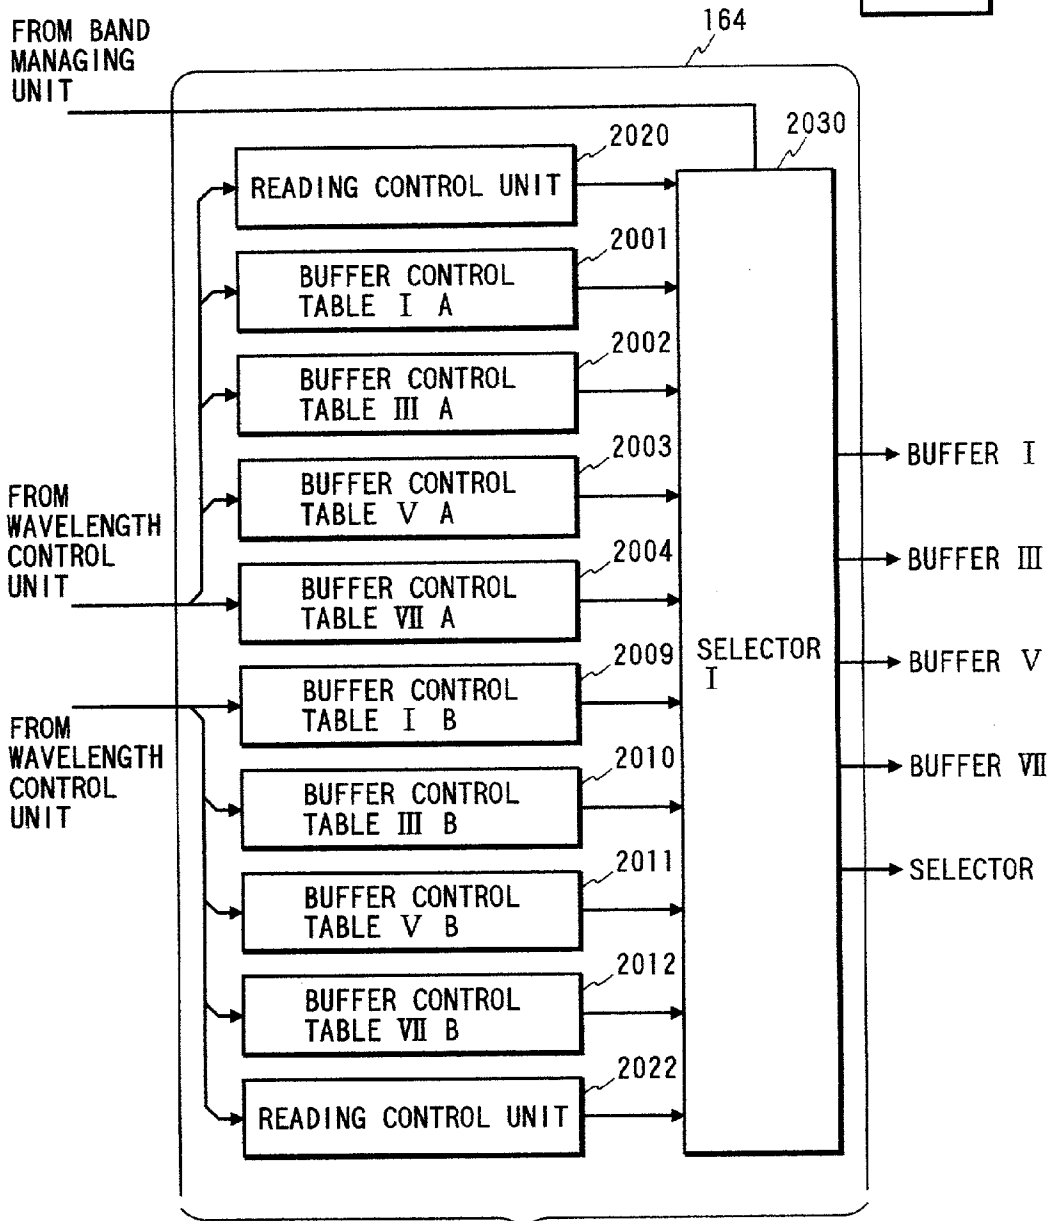 164
FROM BAND
MANAGING
UNIT
2030
2020
READING CONTROL UNIT
2001
BUFFER CONTROL
TABLE Ⅰ A
2002
BUFFER CONTROL
TABLE Ⅲ A
2003
BUFFER CONTROL
TABLE Ⅴ A
FROM
WAVELENGTH
CONTROL
UNIT
2004
BUFFER CONTROL
TABLE Ⅶ A
2009
BUFFER CONTROL
TABLE Ⅰ B
FROM
WAVELENGTH
CONTROL
UNIT
2010
BUFFER CONTROL
TABLE Ⅲ B
2011
BUFFER CONTROL
TABLE Ⅴ B
2012
BUFFER CONTROL
TABLE Ⅶ B
2022
READING CONTROL UNIT
SELECTOR
Ⅰ
BUFFER Ⅰ
BUFFER Ⅲ
BUFFER Ⅴ
BUFFER Ⅶ
SELECTOR